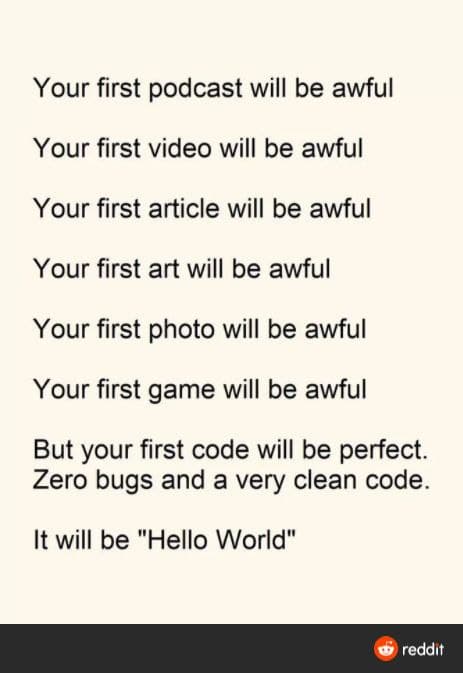 Your first podcast will be awful
Your first video will be awful
Your first article will be awful
Your first art will be awful
Your first photo will be awful
Your first game will be awful
But your first code will be perfect.
Zero bugs and a very clean code.
It will be "Hello World"
reddit